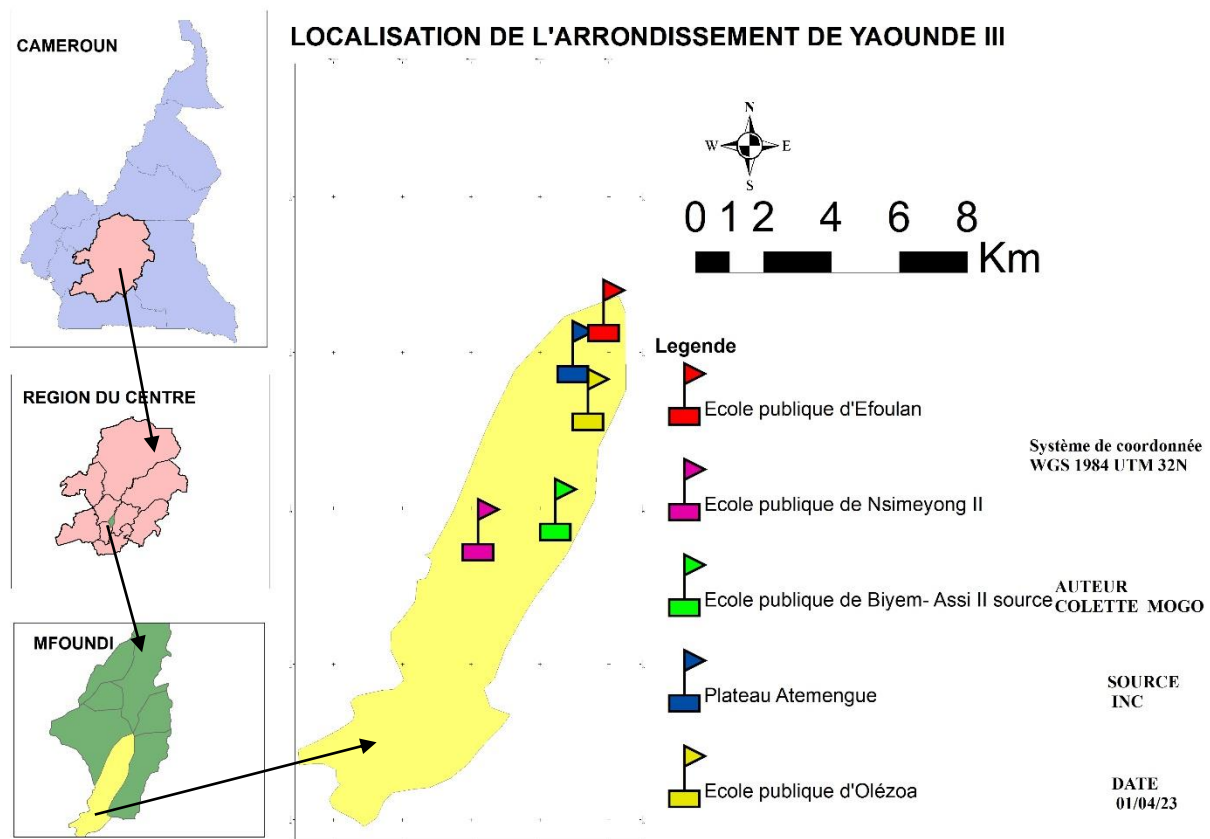 LOCALISATION DE L'ARRONDISSEMENT DE YAOUNDE III
CAMEROUN
REGION DU CENTRE
MFOUNDI
N
W E
S
0 1 2 4 6 8
Km
Legende
Ecole publique d'Efoulan
Ecole publique de Nsimeyong II
Ecole publique de Biyem- Assi II source
Plateau Atemengue
Ecole publique d'Olézoa
Système de coordonnée
WGS 1984 UTM 32N
AUTEUR
COLETTE MOGO
SOURCE
INC
DATE
01/04/23